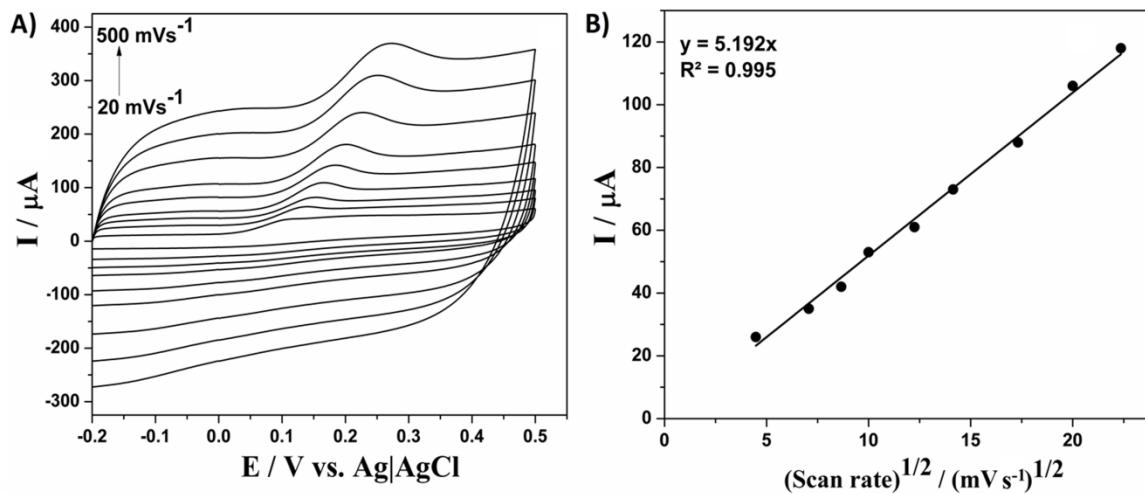 A)
500 mVs⁻¹
20 mVs⁻¹
400
300
200
100
0
-100
-200
-300
I / µA
-0.2 -0.1 0.0 0.1 0.2 0.3 0.4 0.5
E / V vs. Ag|AgCl
B)
y = 5.192x
R² = 0.995
120
100
80
60
40
20
0
I / µA
0 5 10 15 20
(Scan rate)¹/² / (mV s⁻¹)¹/²